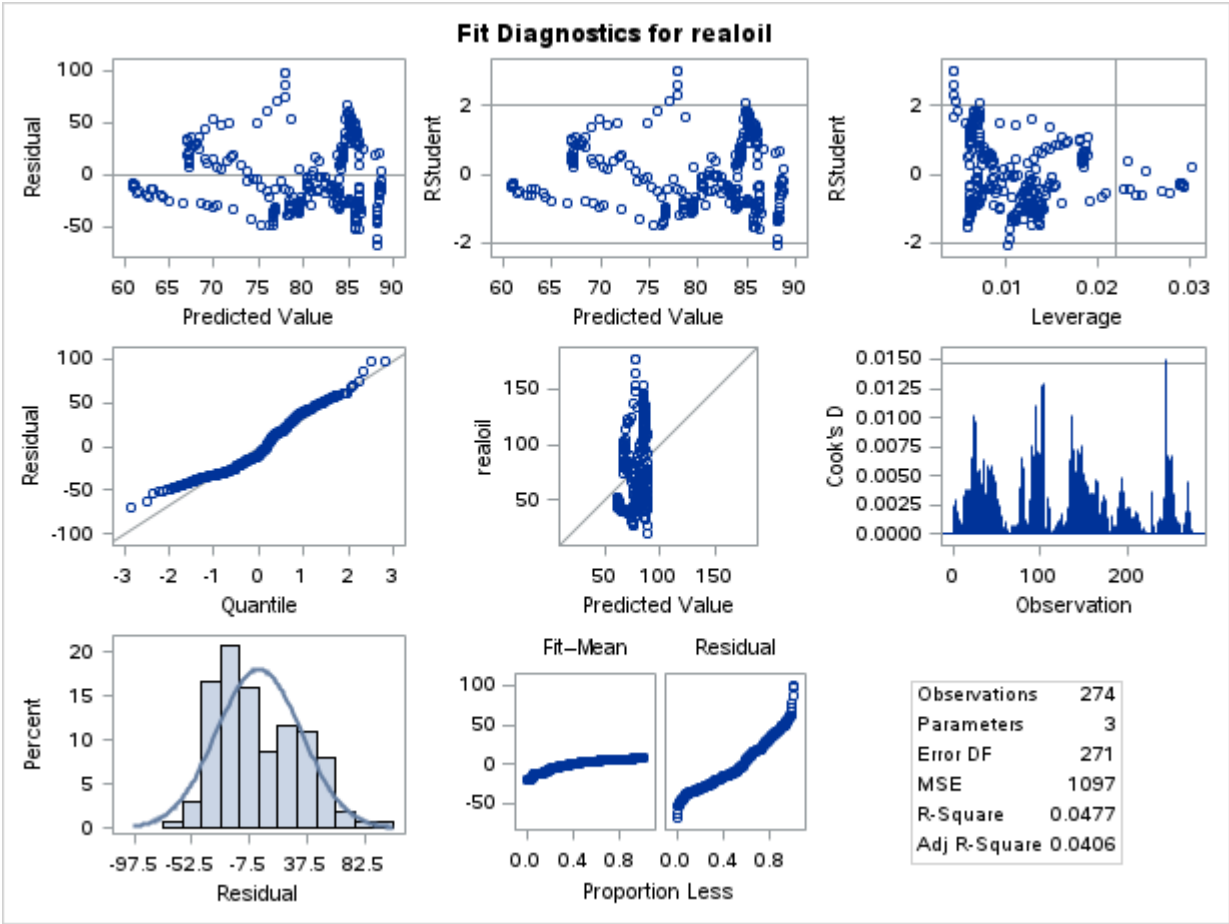 Fit Diagnostics for realoil
100
50
0
-50
Residual
60 65 70 75 80 85 90
Predicted Value
2
0
-2
RStudent
60 65 70 75 80 85 90
Predicted Value
2
0
-2
RStudent
0.01 0.02 0.03
Leverage
100
50
0
-50
-100
Residual
-3 -2 -1 0 1 2 3
Quantile
150
100
50
realoil
50 100 150
Predicted Value
0.0150
0.0125
0.0100
0.0075
0.0050
0.0025
0.0000
Cook's D
0 100 200
Observation
20
15
10
5
0
Percent
-97.5 -52.5 -7.5 37.5 82.5
Residual
Fit–Mean Residual
100
50
0
-50
0.0 0.4 0.8 0.0 0.4 0.8
Proportion Less
Observations 274
Parameters 3
Error DF 271
MSE 1097
R-Square 0.0477
Adj R-Square 0.0406